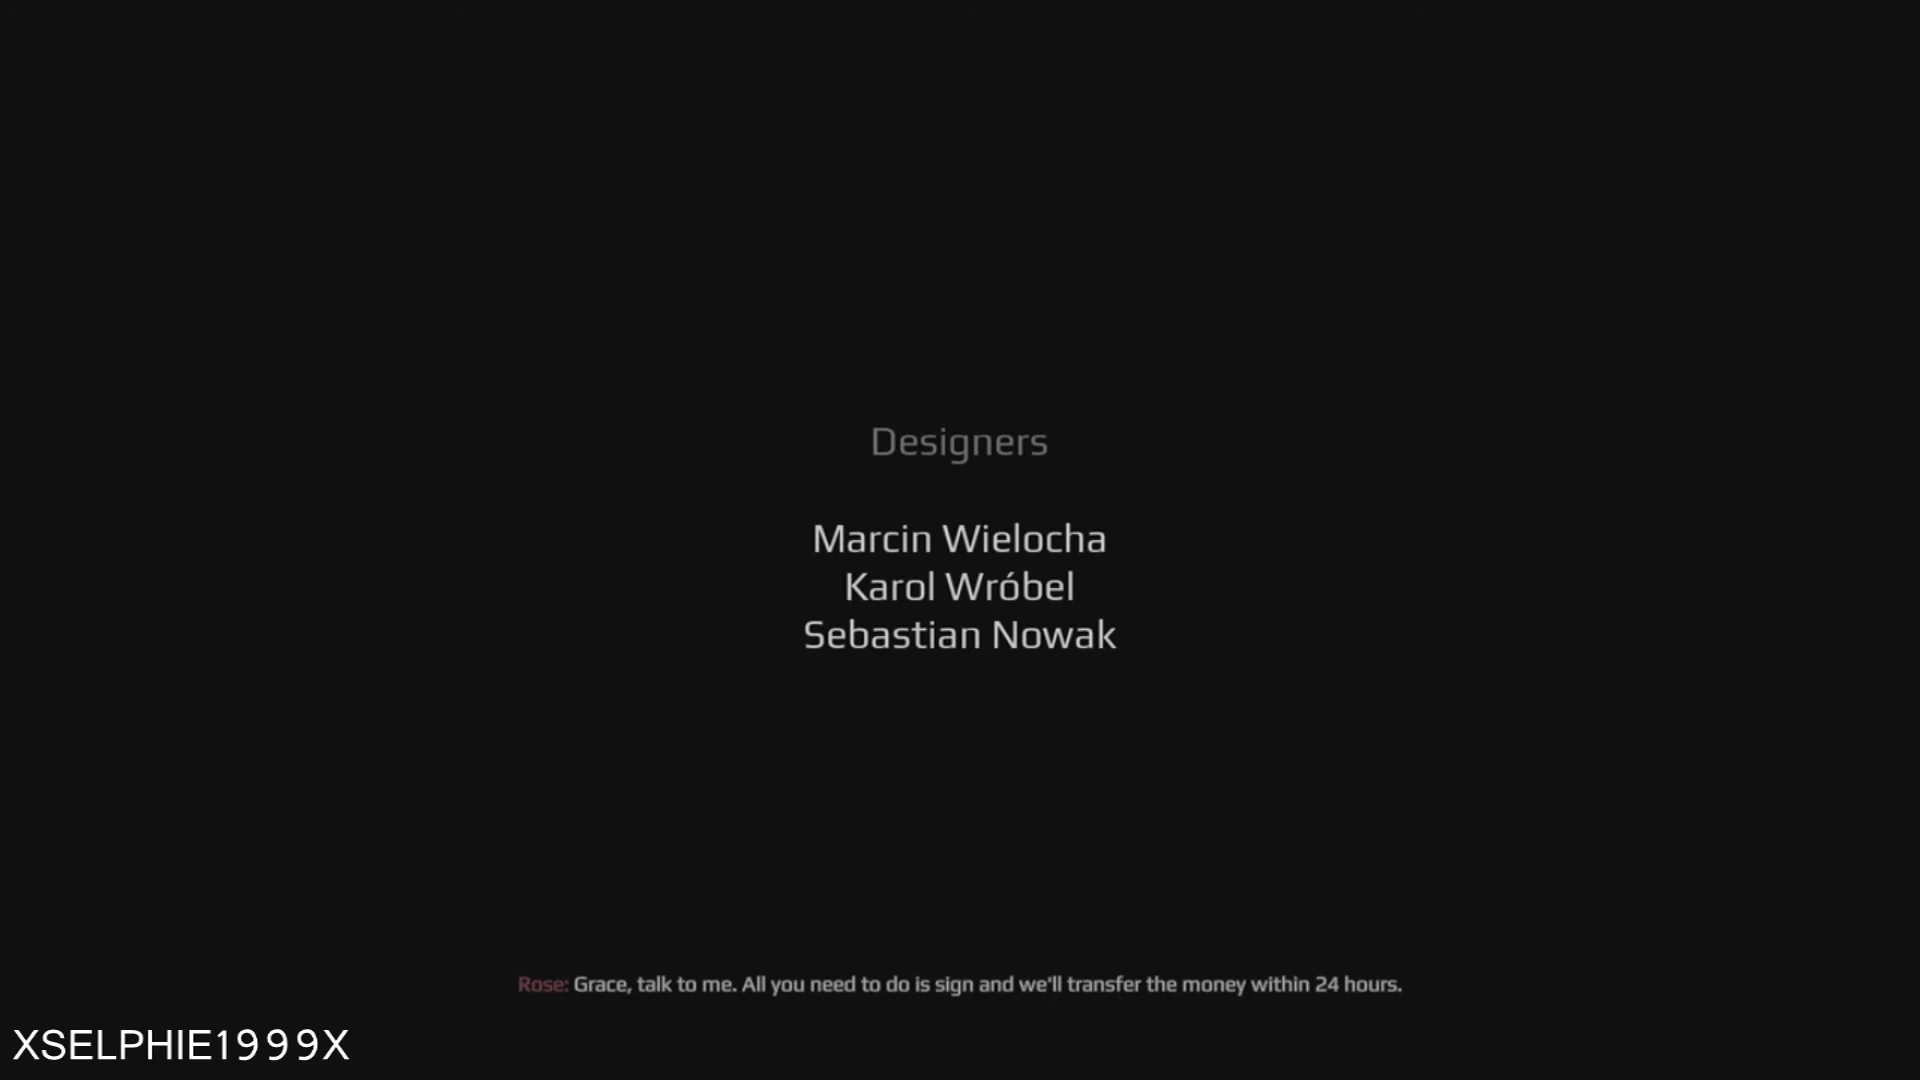 Designers
Marcin Wielocha
Karol Wróbel
Sebastian Nowak
Rose: Grace, talk to me. All you need to do is sign and we'll transfer the money within 24 hours.
XSELPHIE1999X